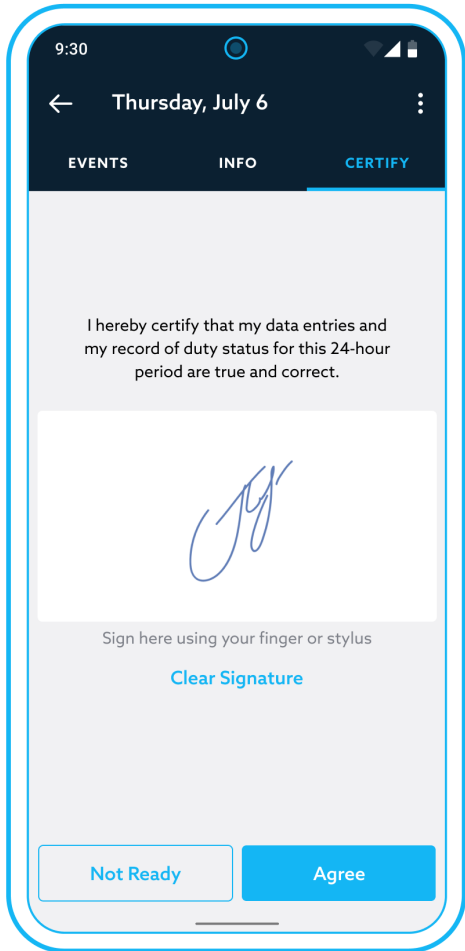 9:30
Thursday, July 6
EVENTS INFO CERTIFY
I hereby certify that my data entries and
my record of duty status for this 24-hour
period are true and correct.
Sign here using your finger or stylus
Clear Signature
Not Ready Agree